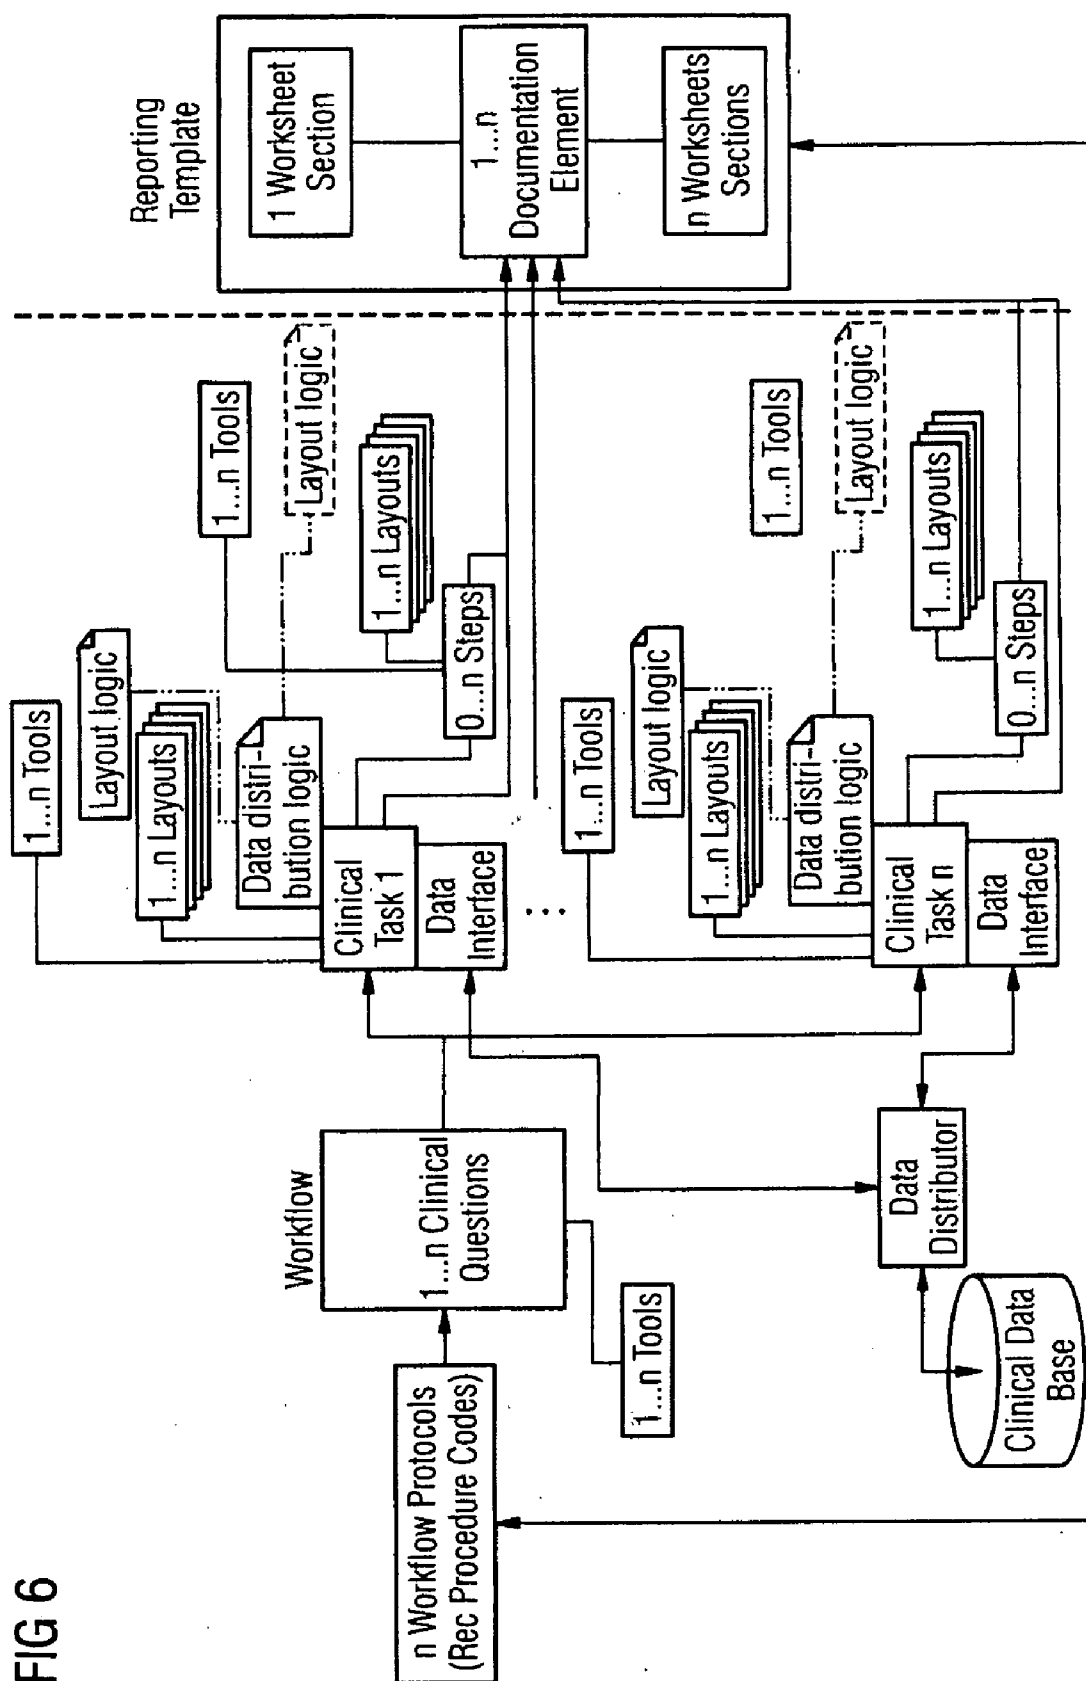 FIG 6
n Workflow Protocols
(Rec Procedure Codes)
Workflow
1...n Clinical
Questions
1...n Tools
Clinical Data
Base
Data
Distributor
1...n Tools
Layout logic
1...n Layouts
Data distri-
bution logic
Clinical
Task 1
Data
Interface
1...n Tools
Layout logic
1...n Layouts
0...n Steps
...
1...n Tools
Layout logic
1...n Layouts
Data distri-
bution logic
Clinical
Task n
Data
Interface
1...n Tools
Layout logic
1...n Layouts
0...n Steps
Reporting
Template
1 Worksheet
Section
1...n
Documentation
Element
n Worksheets
Sections